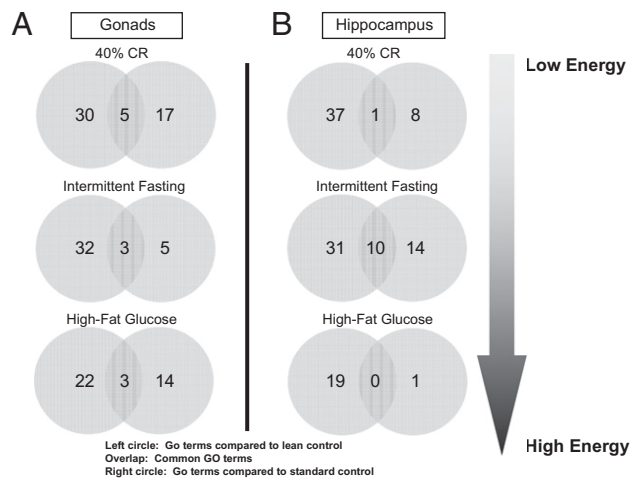 A Gonads B Hippocampus
40% CR 40% CR
Low Energy
30 5 17 37 1 8
Intermittent Fasting Intermittent Fasting
32 3 5 31 10 14
High-Fat Glucose High-Fat Glucose
22 3 14 19 0 1
High Energy
Left circle: Go terms compared to lean control
Overlap: Common GO terms
Right circle: Go terms compared to standard control